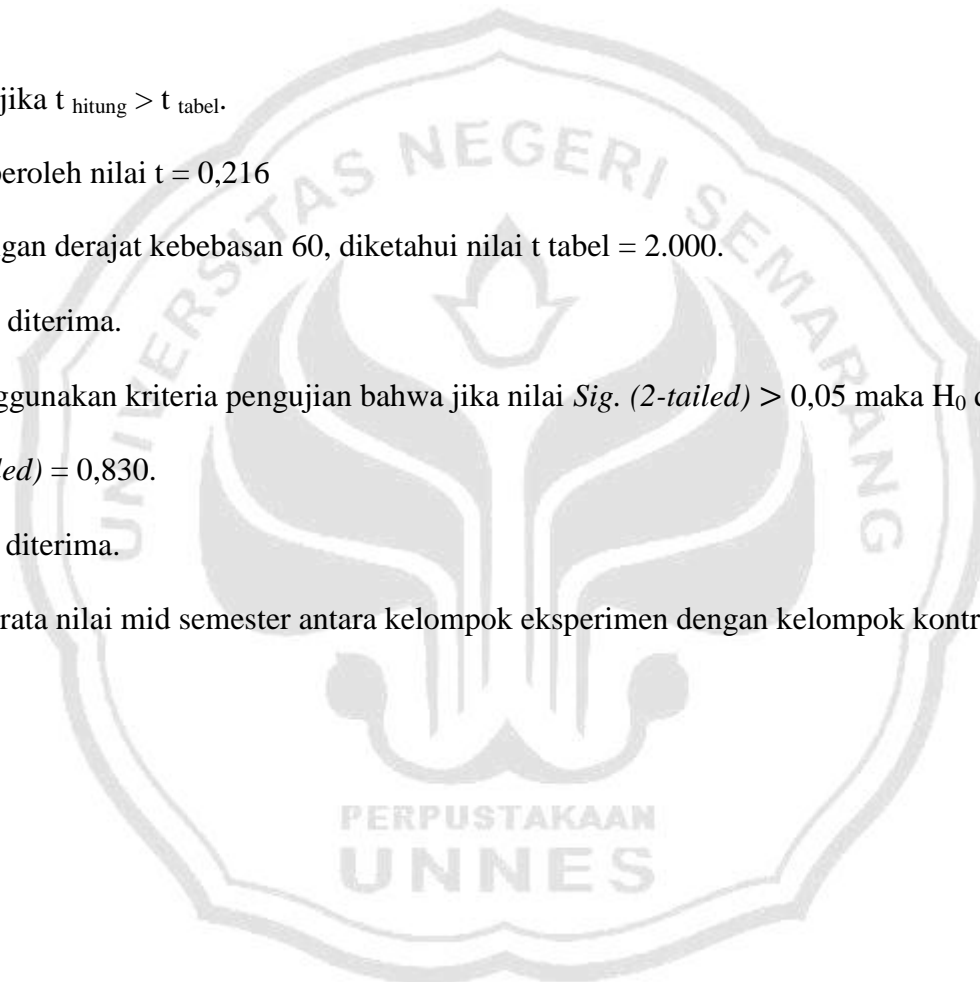 jika t hitung > t tabel.
peroleh nilai t = 0,216
ngan derajat kebebasan 60, diketahui nilai t tabel = 2.000.
diterima.
ggunakan kriteria pengujian bahwa jika nilai Sig. (2-tailed) > 0,05 maka H0 d
led) = 0,830.
diterima.
rata nilai mid semester antara kelompok eksperimen dengan kelompok kontr
UNIVERSITAS NEGERI SEMARANG
PERPUSTAKAAN
UNNES